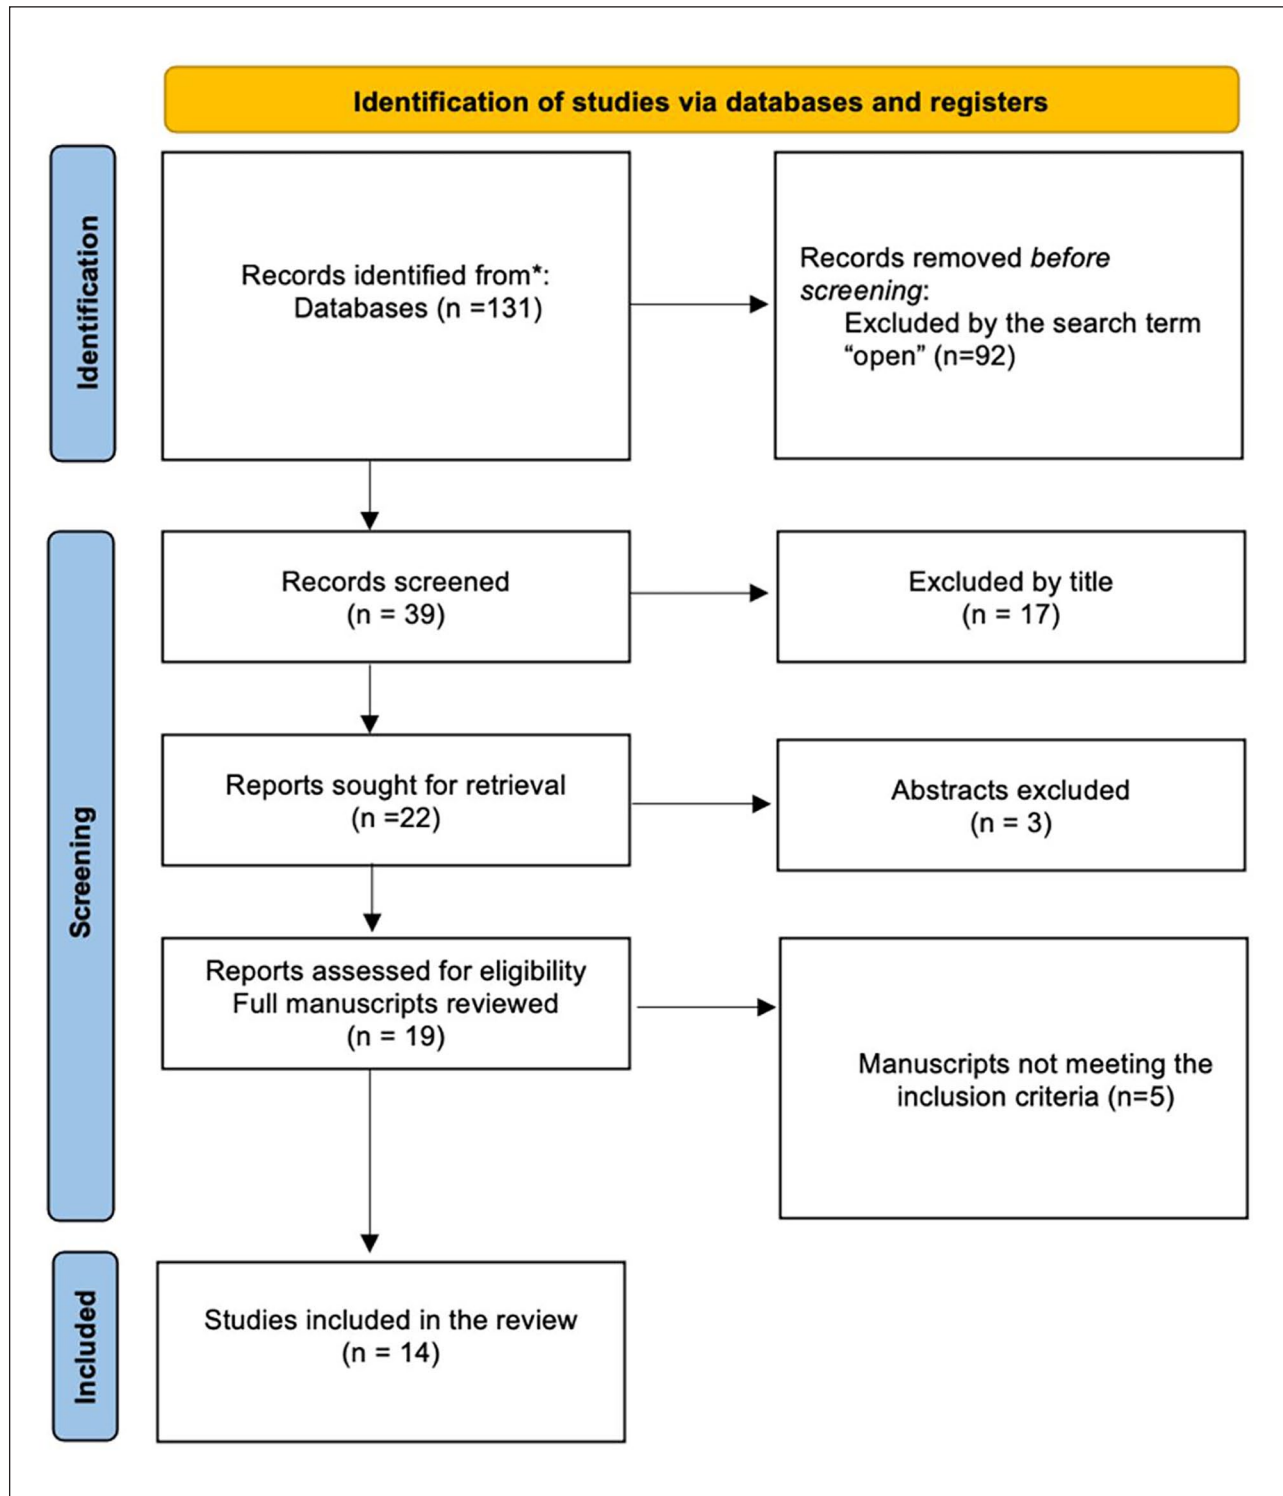 Identification of studies via databases and registers
Identification
Records identified from*:
Databases (n =131)
Records removed before
screening:
Excluded by the search term
“open” (n=92)
Screening
Records screened
(n = 39)
Excluded by title
(n = 17)
Reports sought for retrieval
(n =22)
Abstracts excluded
(n = 3)
Reports assessed for eligibility
Full manuscripts reviewed
(n = 19)
Manuscripts not meeting the
inclusion criteria (n=5)
Included
Studies included in the review
(n = 14)